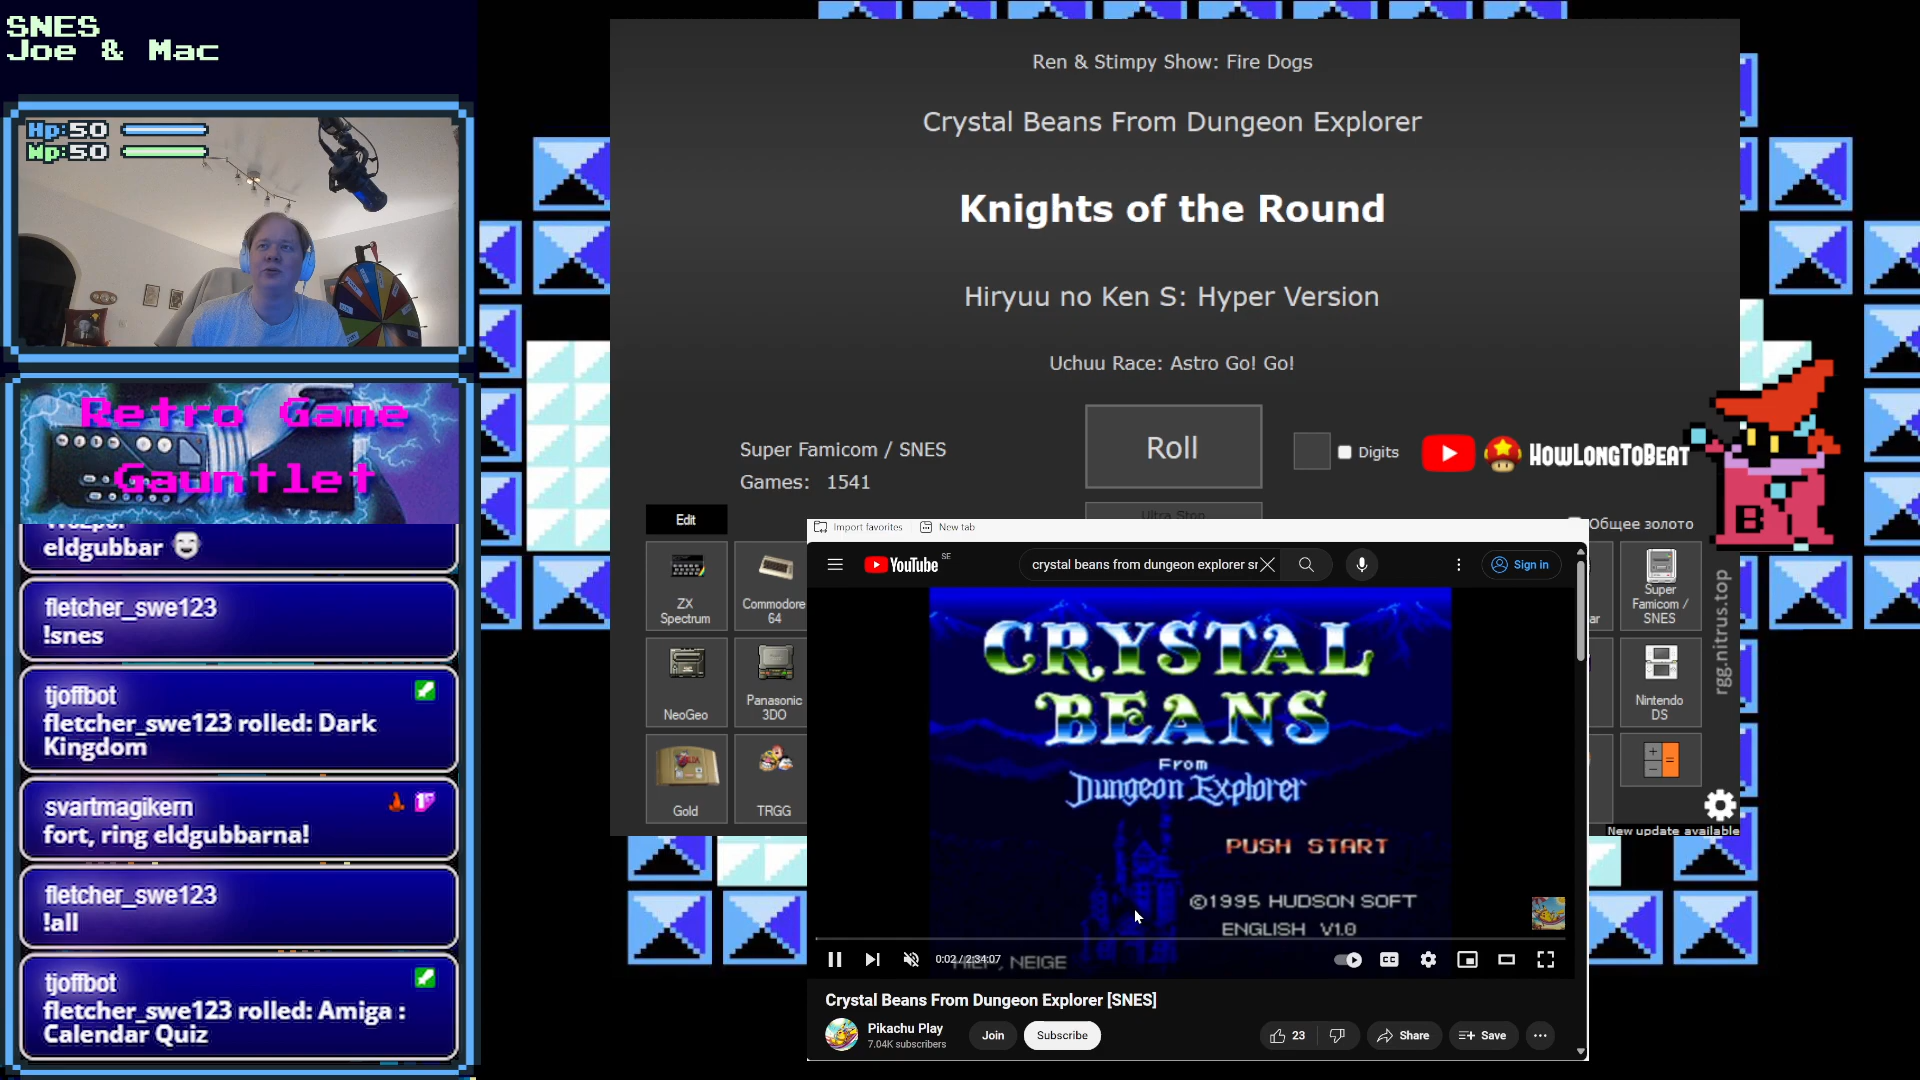 SNES
Joe & Mac
Hp:50
Mp:50
Retro Game
Gauntlet
eldgubbar
fletcher_swe123
!snes
tjoffbot
fletcher_swe123 rolled: Dark
Kingdom
svartmagikern
fort, ring eldgubbarna!
fletcher_swe123
!all
tjoffbot
fletcher_swe123 rolled: Amiga :
Calendar Quiz
Ren & Stimpy Show: Fire Dogs
Crystal Beans From Dungeon Explorer
Knights of the Round
Hiryuu no Ken S: Hyper Version
Uchuu Race: Astro Go! Go!
Super Famicom / SNES
Games: 1541
Roll
Digits
HowLongToBeat
Ultra Stop
Edit
Общее золото
ZX
Spectrum
Commodore
64
NeoGeo
Panasonic
3DO
Gold
TRGG
ar
Super
Famicom /
SNES
Nintendo
DS
rgg.nitrus.top
New update available
B
Import favorites
New tab
YouTube SE
crystal beans from dungeon explorer sn
Sign in
CRYSTAL
BEANS
From
Dungeon Explorer
PUSH START
©1995 HUDSON SOFT
ENGLISH V1.0
NEIGE
0:02 / 2:34:07
Crystal Beans From Dungeon Explorer [SNES]
Pikachu Play
7.04K subscribers
Join
Subscribe
23
Share
Save